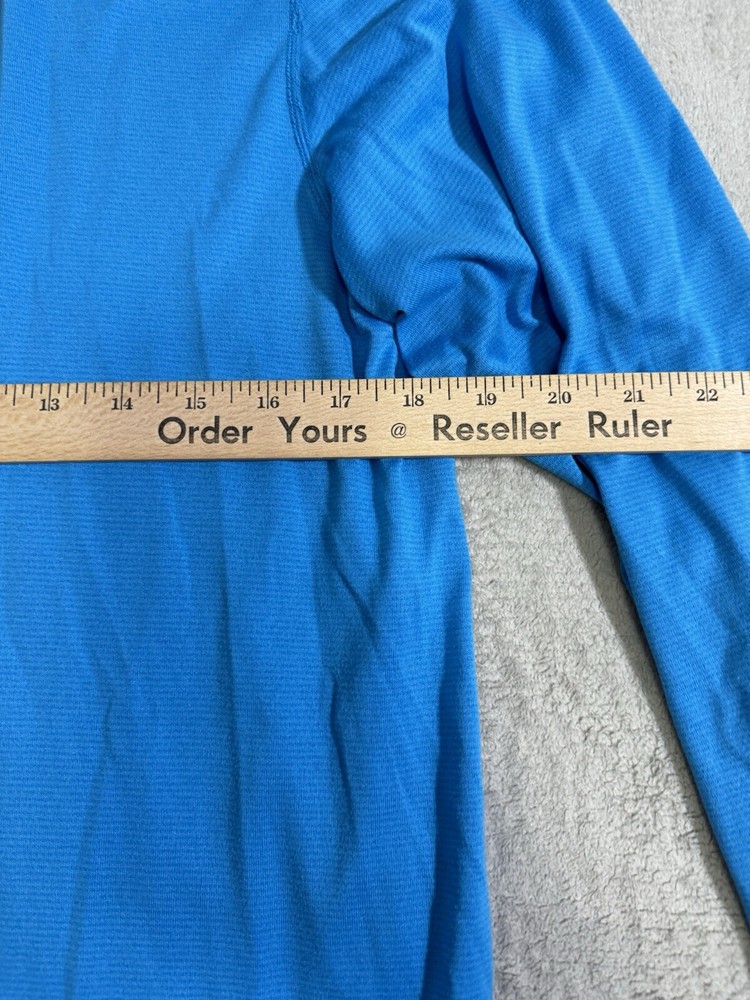 13 14 15 16 17 18 19 20 21 22
Order Yours @ Reseller Ruler